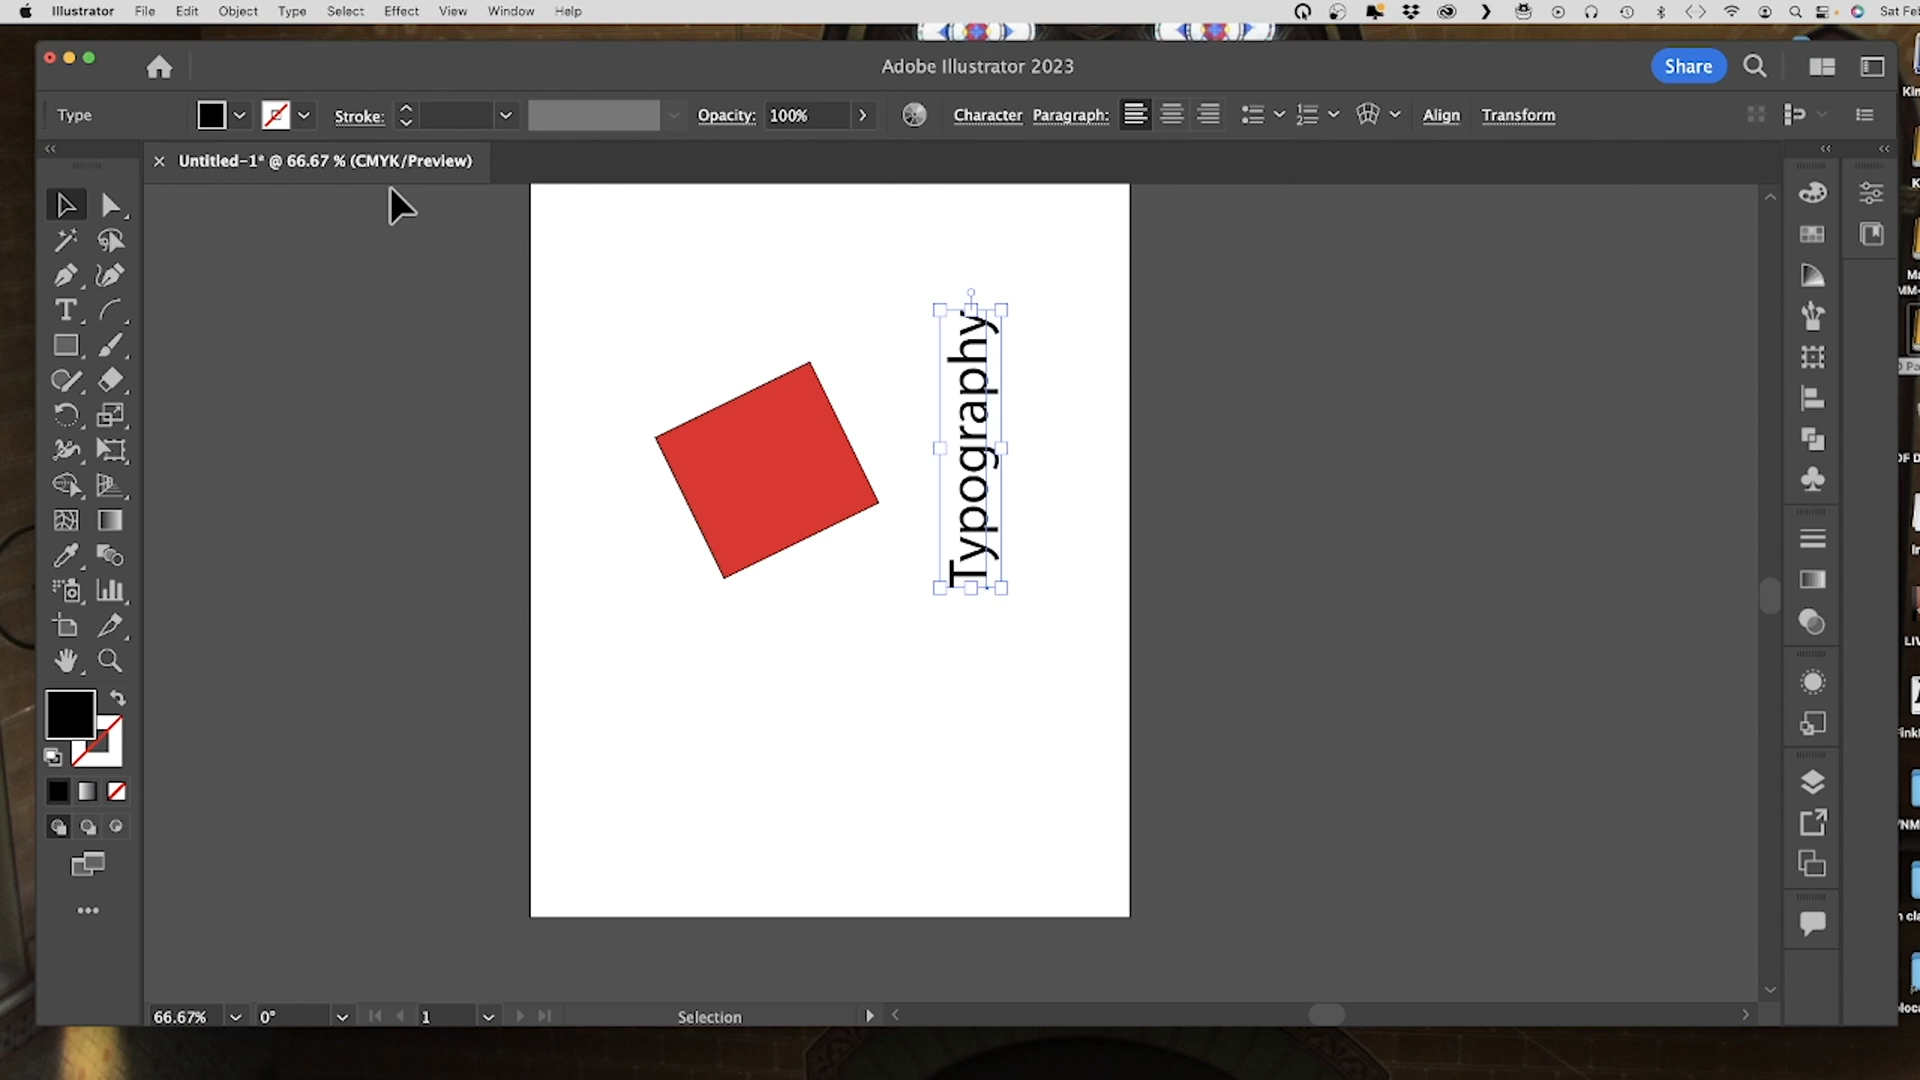 Illustrator File Edit Object Type Select Effect View Window Help
Sat Feb
Adobe Illustrator 2023
Share
Type
Stroke:
Opacity: 100%
Character Paragraph:
Align Transform
× Untitled-1* @ 66.67 % (CMYK/Preview)
Typography
66.67%
0°
1
Selection